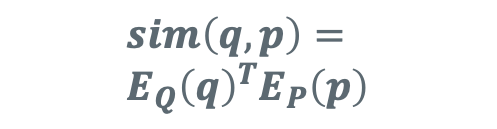 sim(q,p) =
E_Q(q)^T E_P(p)